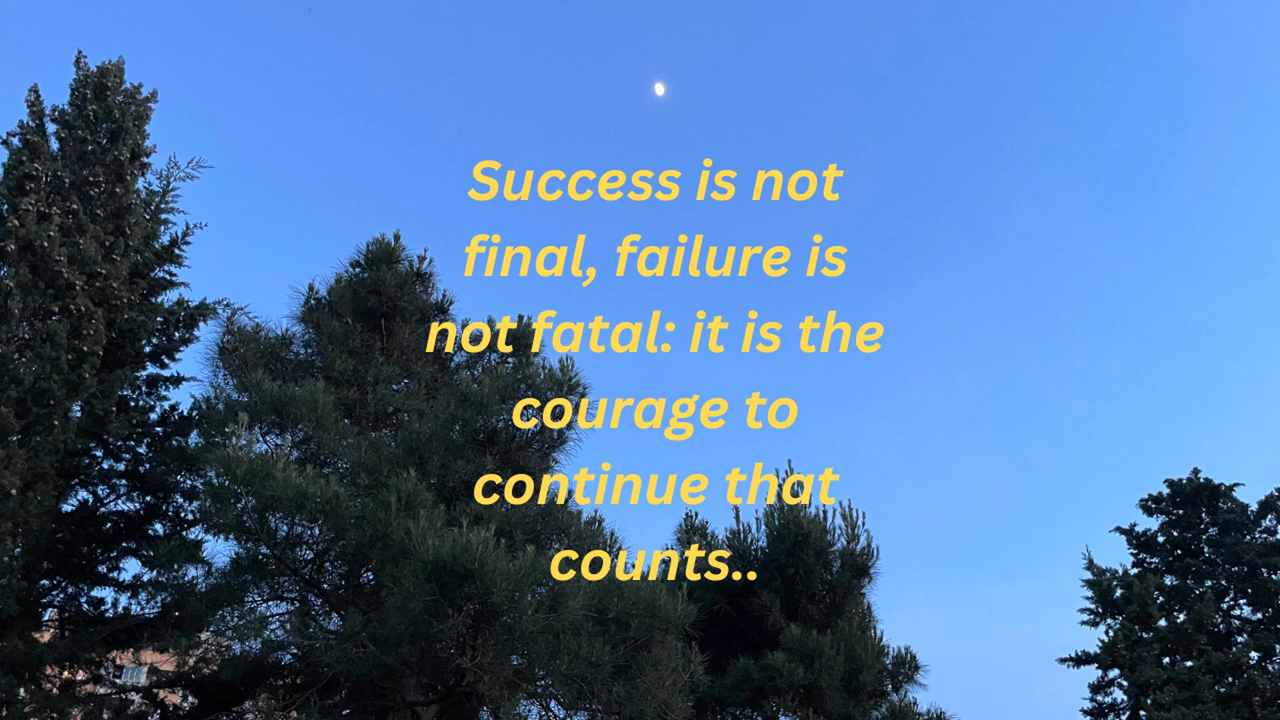 Success is not
final, failure is
not fatal: it is the
courage to
continue that
counts..